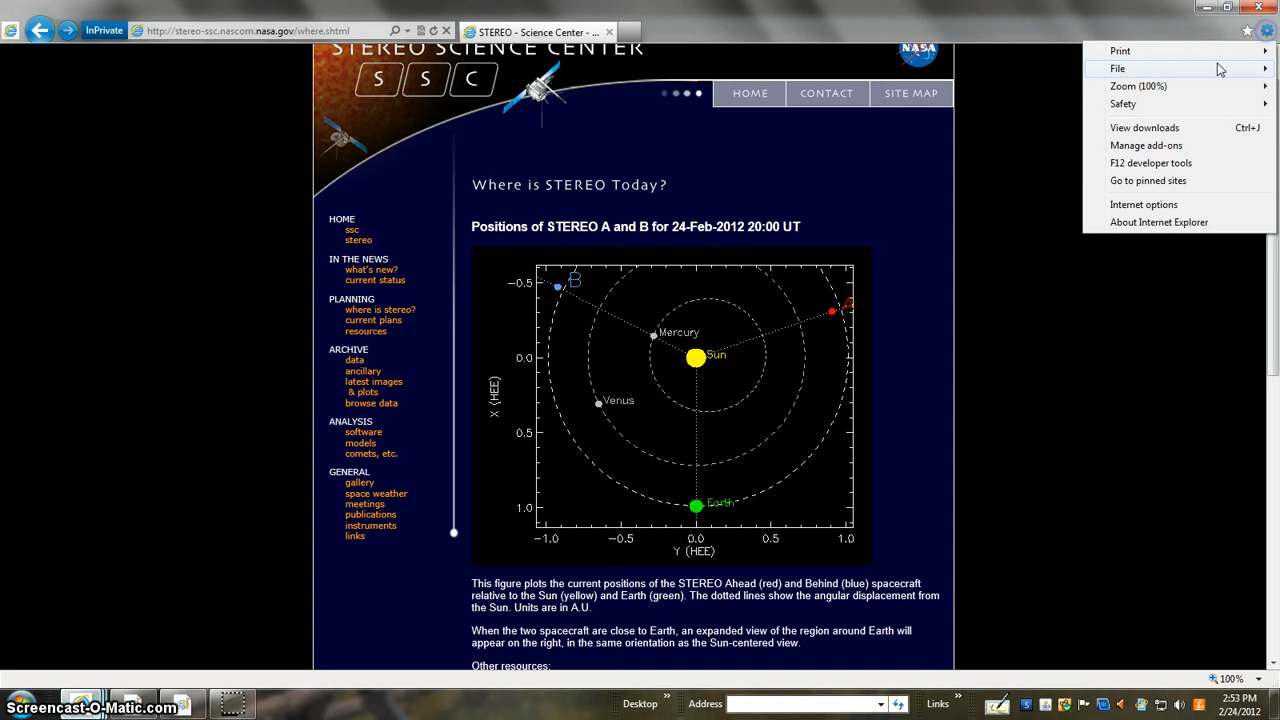 InPrivate
http://stereo-ssc.nascom.nasa.gov/where.shtml
STEREO - Science Center - ...
STEREO SCIENCE CENTER
NASA
S S C
HOME CONTACT SITE MAP
Print
File
Zoom (100%)
Safety
View downloads Ctrl+J
Manage add-ons
F12 developer tools
Go to pinned sites
Internet options
About Internet Explorer
Where is STEREO Today?
Positions of STEREO A and B for 24-Feb-2012 20:00 UT
HOME
ssc
stereo
IN THE NEWS
what's new?
current status
PLANNING
where is stereo?
current plans
resources
ARCHIVE
data
ancillary
latest images
& plots
browse data
ANALYSIS
software
models
comets, etc.
GENERAL
gallery
space weather
meetings
publications
instruments
links
B
A
Mercury
Sun
Venus
Earth
-0.5
0.0
0.5
1.0
X (HEE)
-1.0 -0.5 0.0 0.5 1.0
Y (HEE)
This figure plots the current positions of the STEREO Ahead (red) and Behind (blue) spacecraft
relative to the Sun (yellow) and Earth (green). The dotted lines show the angular displacement from
the Sun. Units are in A.U.
When the two spacecraft are close to Earth, an expanded view of the region around Earth will
appear on the right, in the same orientation as the Sun-centered view.
Other resources:
100%
Screencast-O-Matic.com
Desktop
Address
Links
2:53 PM
2/24/2012